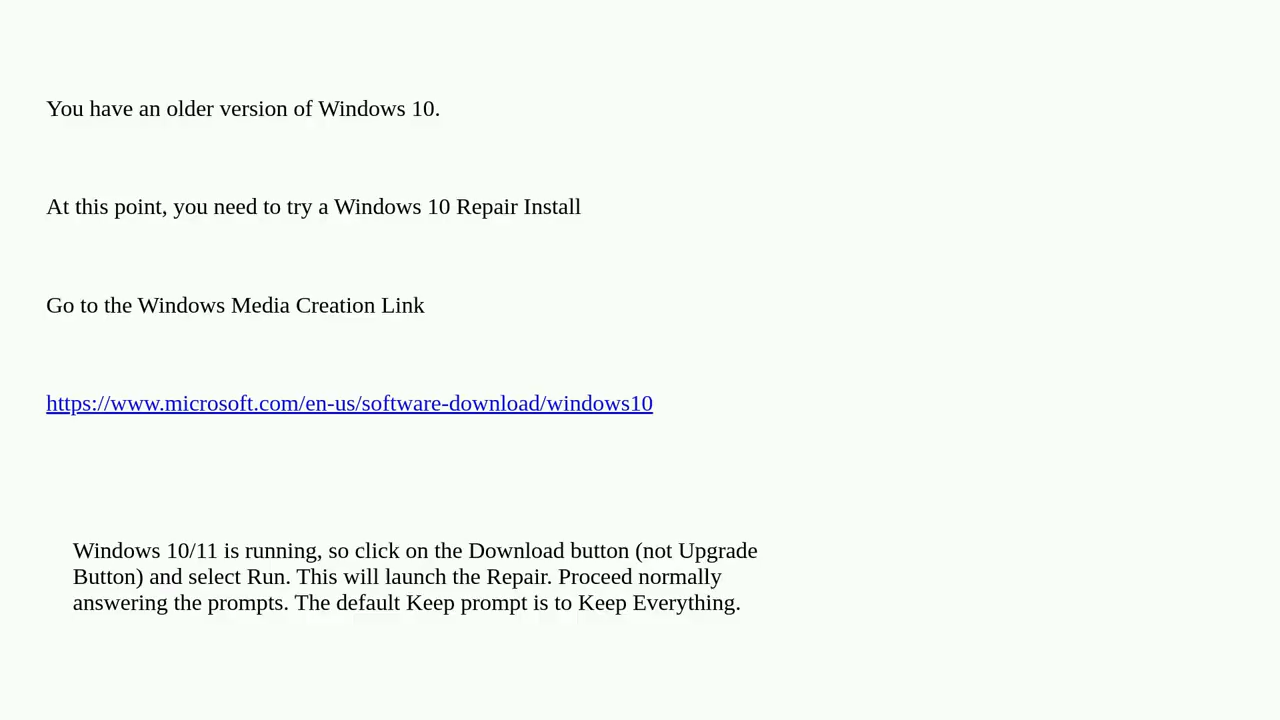 You have an older version of Windows 10.
At this point, you need to try a Windows 10 Repair Install
Go to the Windows Media Creation Link
https://www.microsoft.com/en-us/software-download/windows10
Windows 10/11 is running, so click on the Download button (not Upgrade
Button) and select Run. This will launch the Repair. Proceed normally
answering the prompts. The default Keep prompt is to Keep Everything.